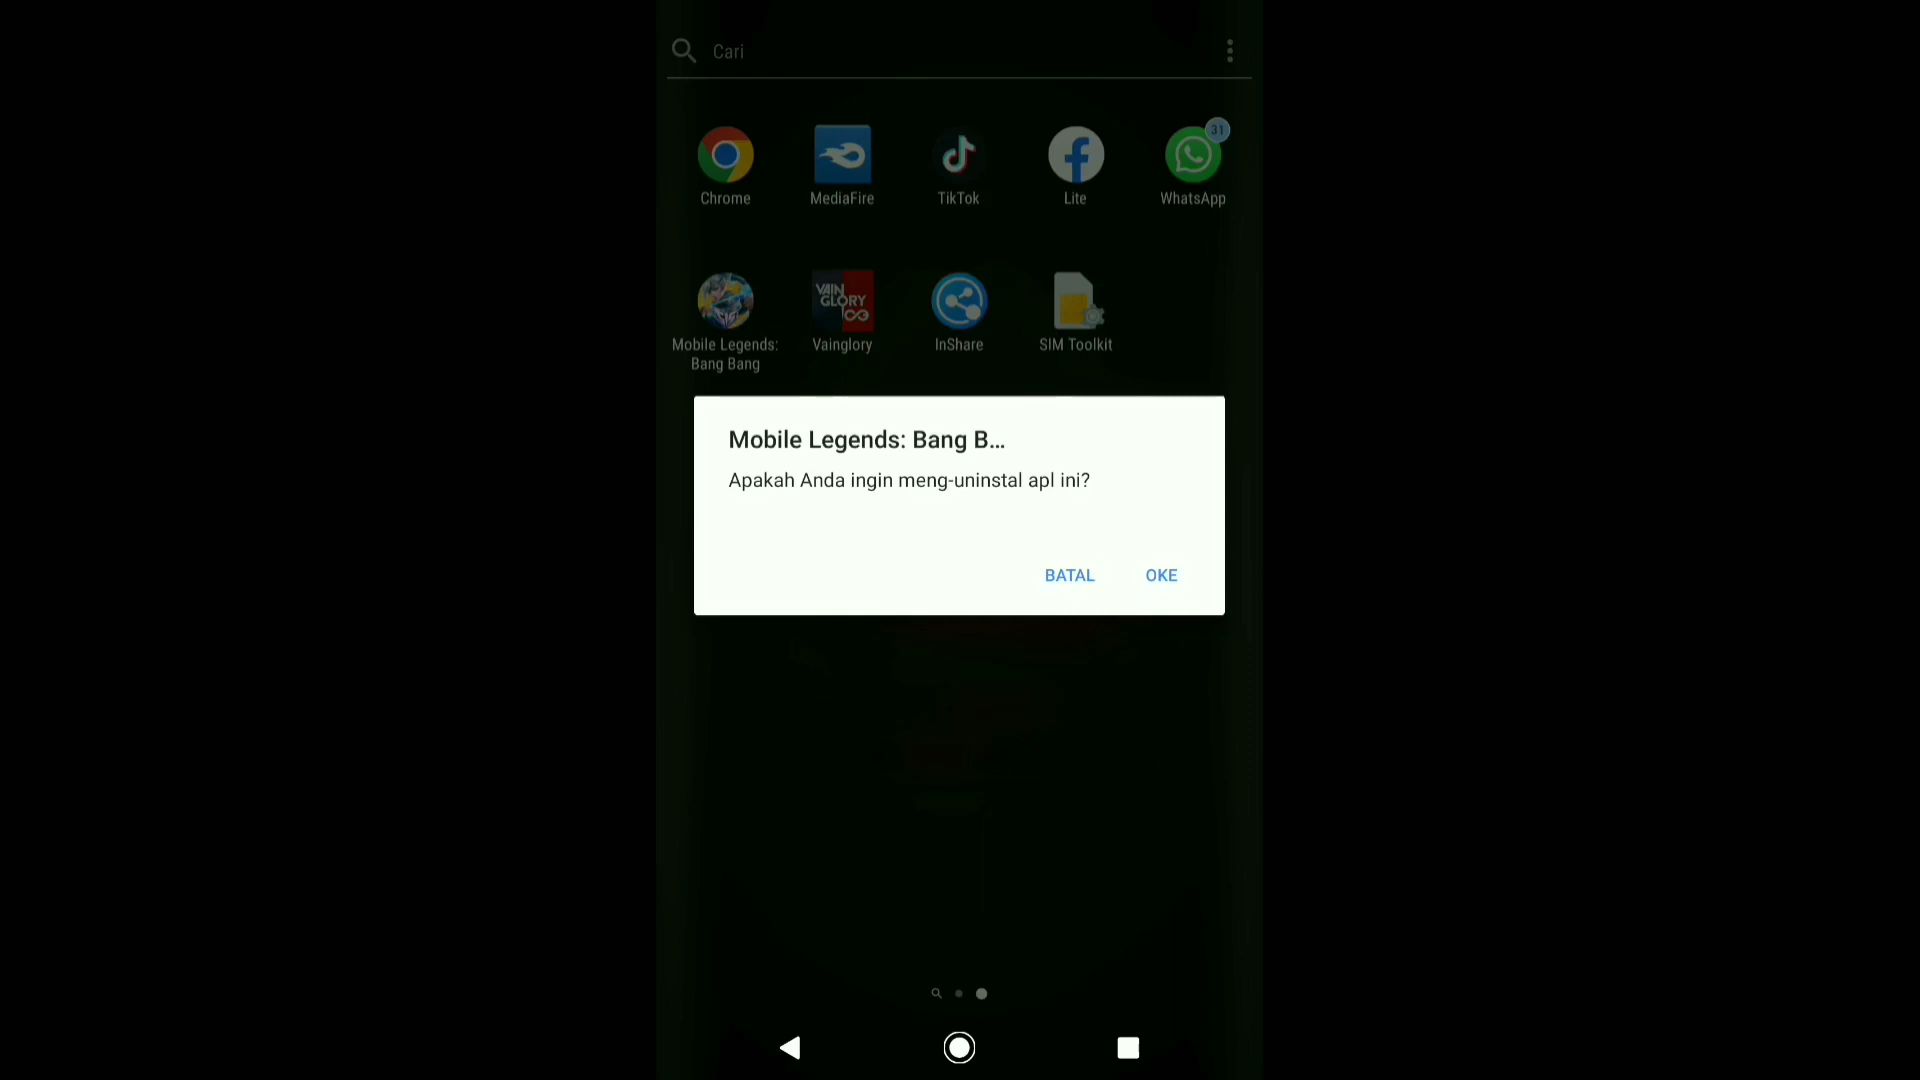 Cari
31
Chrome
MediaFire
TikTok
Lite
WhatsApp
VAIN
GLORY
Mobile Legends:
Bang Bang
Vainglory
InShare
SIM Toolkit
Mobile Legends: Bang B...
Apakah Anda ingin meng-uninstal apl ini?
BATAL
OKE